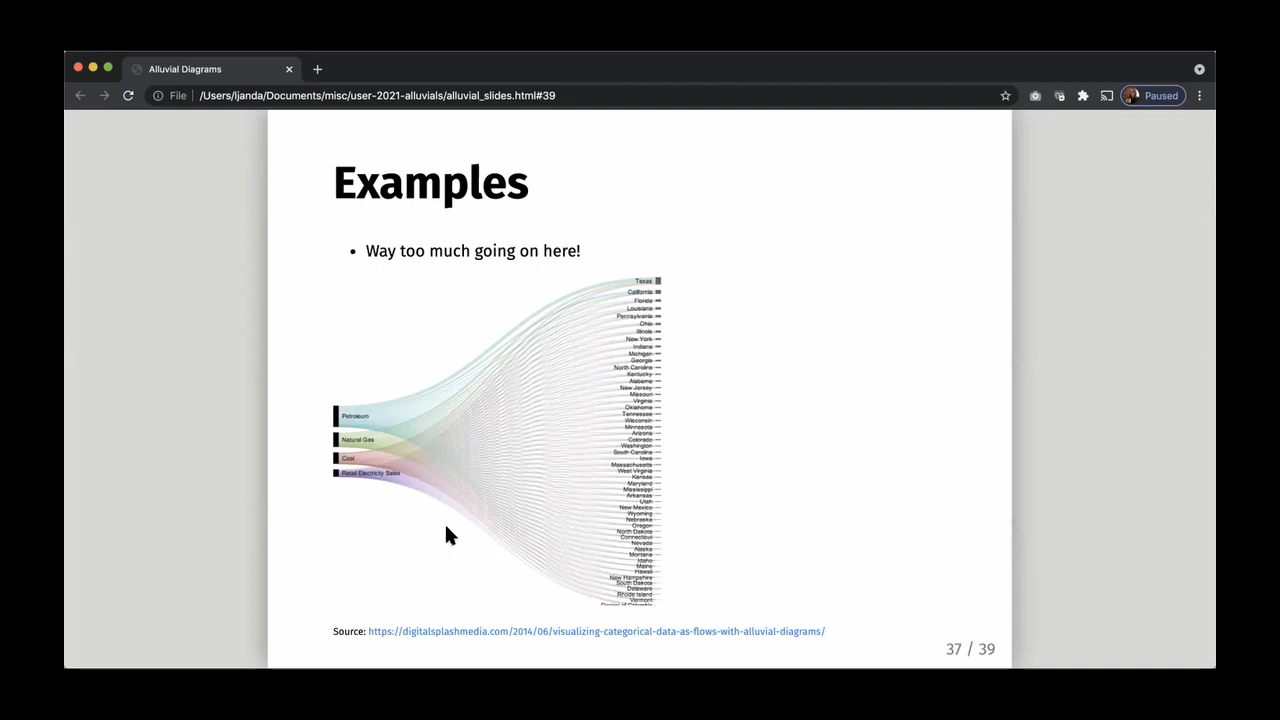 Alluvial Diagrams
File /Users/ljanda/Documents/misc/user-2021-alluvials/alluvial_slides.html#39
Paused
Examples
• Way too much going on here!
Petroleum
Natural Gas
Coal
Retail Electricity Sales
Texas
California
Florida
Louisiana
Pennsylvania
Ohio
Illinois
New York
Indiana
Michigan
Georgia
North Carolina
Kentucky
Alabama
New Jersey
Missouri
Virginia
Oklahoma
Tennessee
Wisconsin
Minnesota
Arizona
Colorado
Washington
South Carolina
Iowa
Massachusetts
West Virginia
Kansas
Maryland
Mississippi
Arkansas
Utah
New Mexico
Wyoming
Nebraska
Oregon
North Dakota
Connecticut
Nevada
Alaska
Montana
Idaho
Maine
Hawaii
New Hampshire
South Dakota
Delaware
Rhode Island
Vermont
District of Columbia
Source: https://digitalsplashmedia.com/2014/06/visualizing-categorical-data-as-flows-with-alluvial-diagrams/
37 / 39